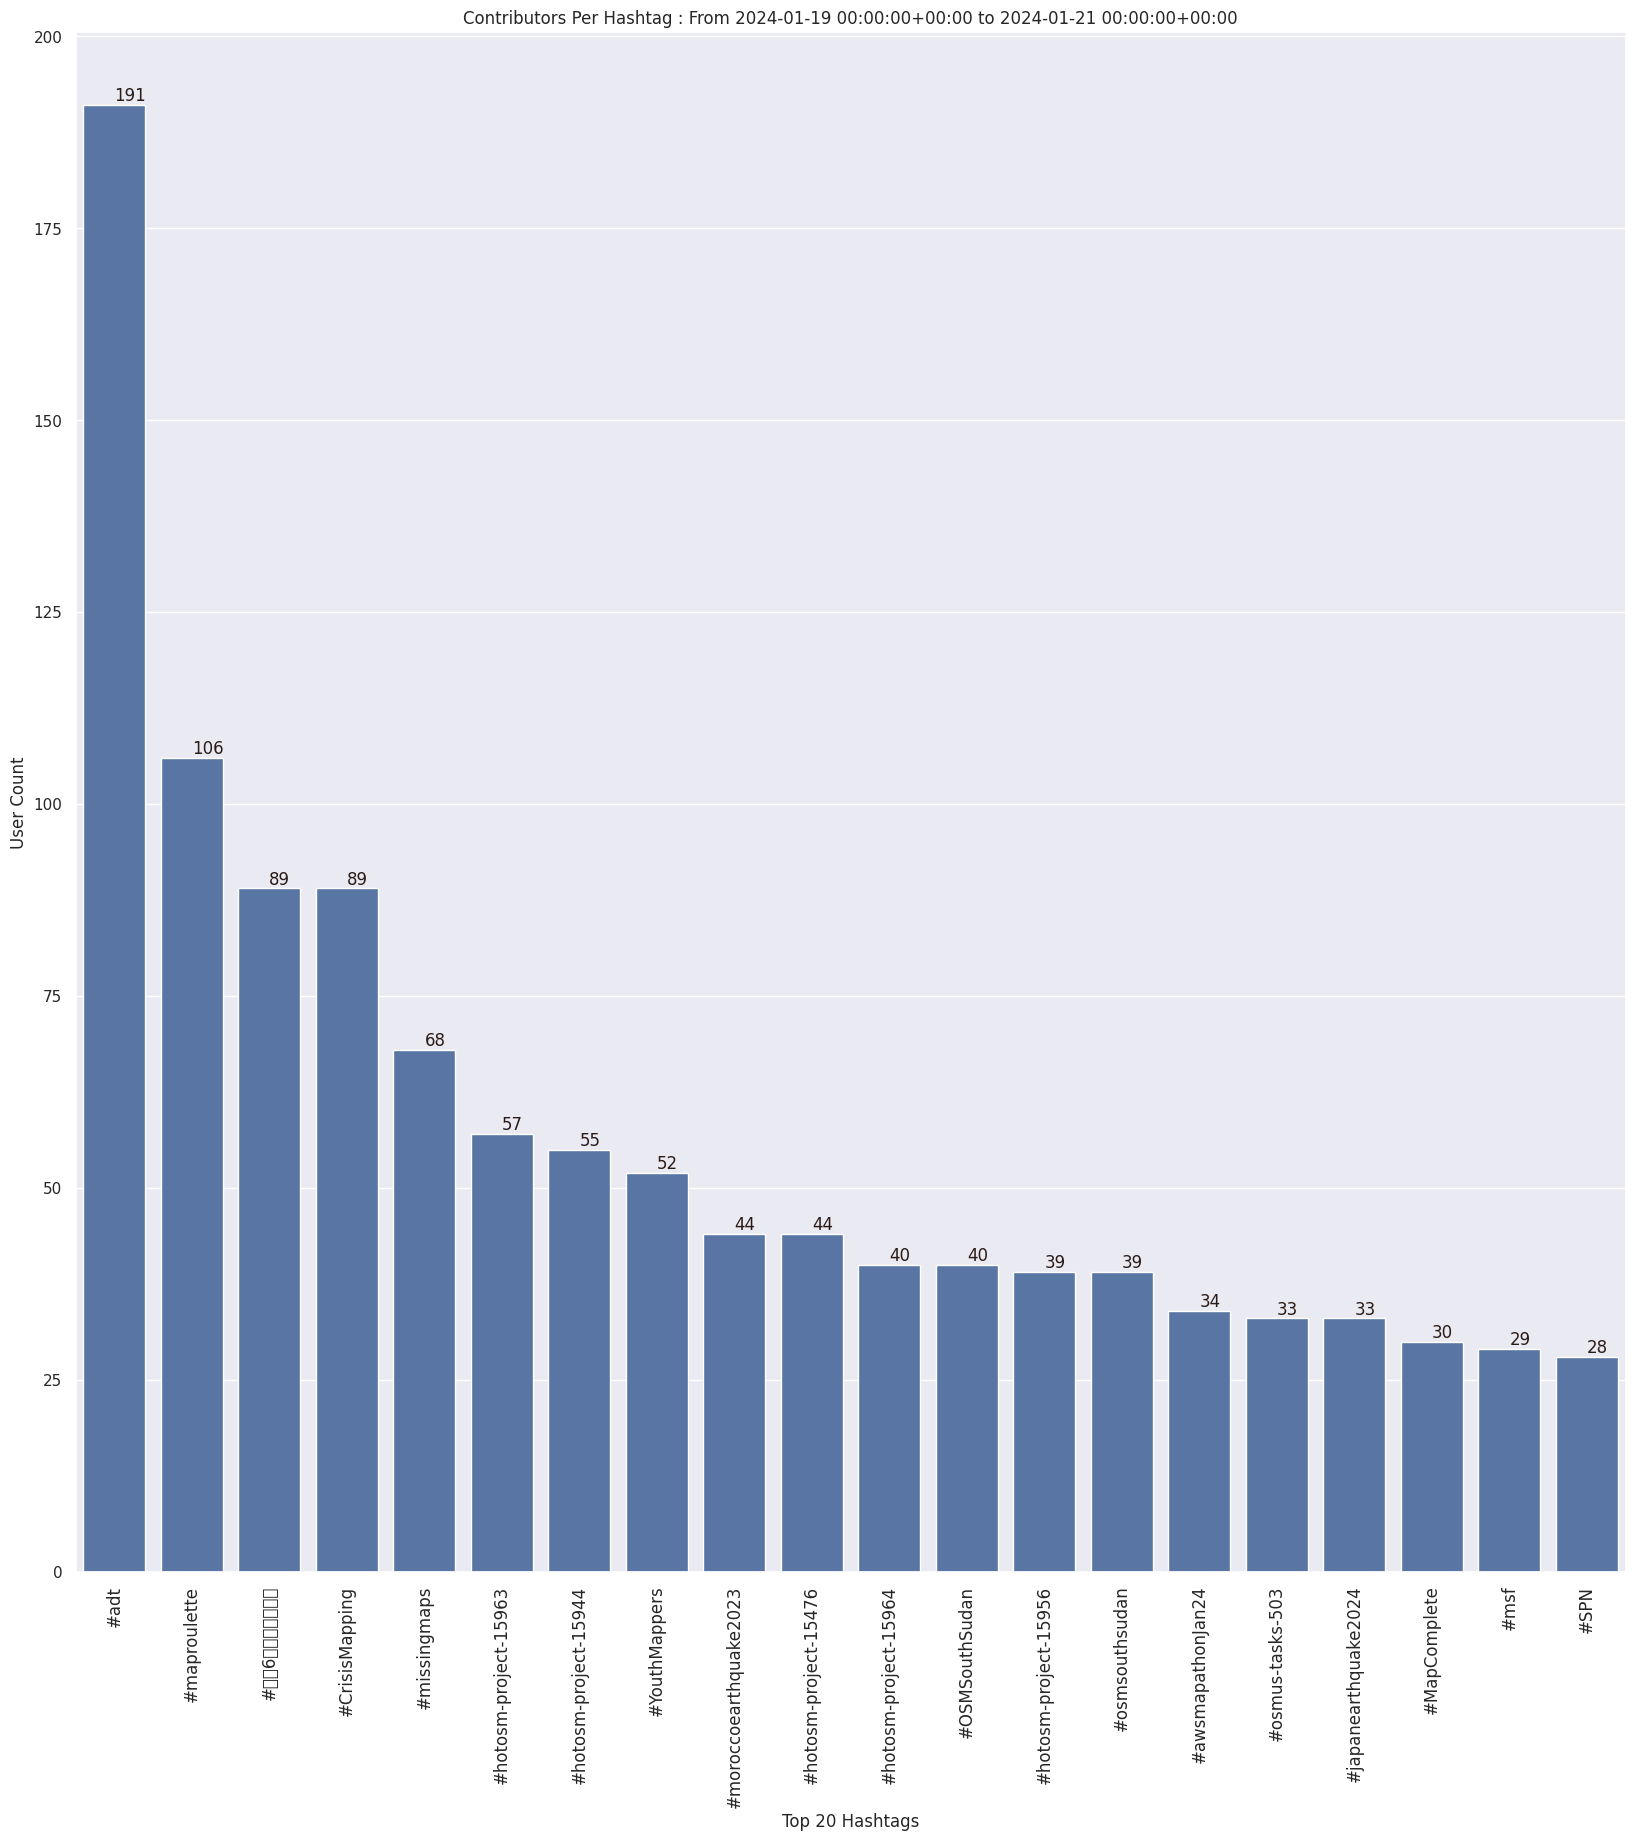 Contributors Per Hashtag : From 2024-01-19 00:00:00+00:00 to 2024-01-21 00:00:00+00:00
User Count
200
175
150
125
100
75
50
25
0
191
106
89
89
68
57
55
52
44
44
40
40
39
39
34
33
33
30
29
28
#adt
#maproulette
#CrisisMapping
#missingmaps
#hotosm-project-15963
#hotosm-project-15944
#YouthMappers
#moroccoearthquake2023
#hotosm-project-15476
#hotosm-project-15964
#OSMSouthSudan
#hotosm-project-15956
#osmsouthsudan
#awsmapathonJan24
#osmus-tasks-503
#japanearthquake2024
#MapComplete
#msf
#SPN
Top 20 Hashtags